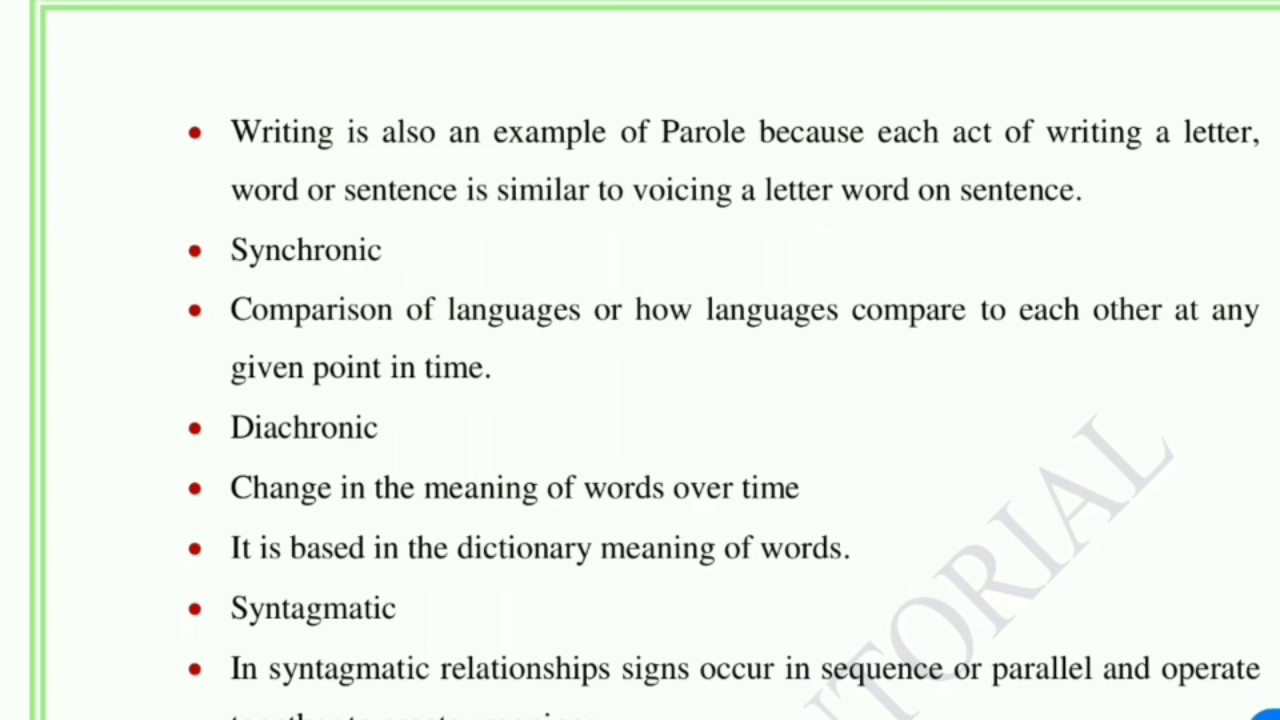 • Writing is also an example of Parole because each act of writing a letter,
word or sentence is similar to voicing a letter word on sentence.
• Synchronic
• Comparison of languages or how languages compare to each other at any
given point in time.
• Diachronic
• Change in the meaning of words over time
• It is based in the dictionary meaning of words.
• Syntagmatic
• In syntagmatic relationships signs occur in sequence or parallel and operate
TORIAL